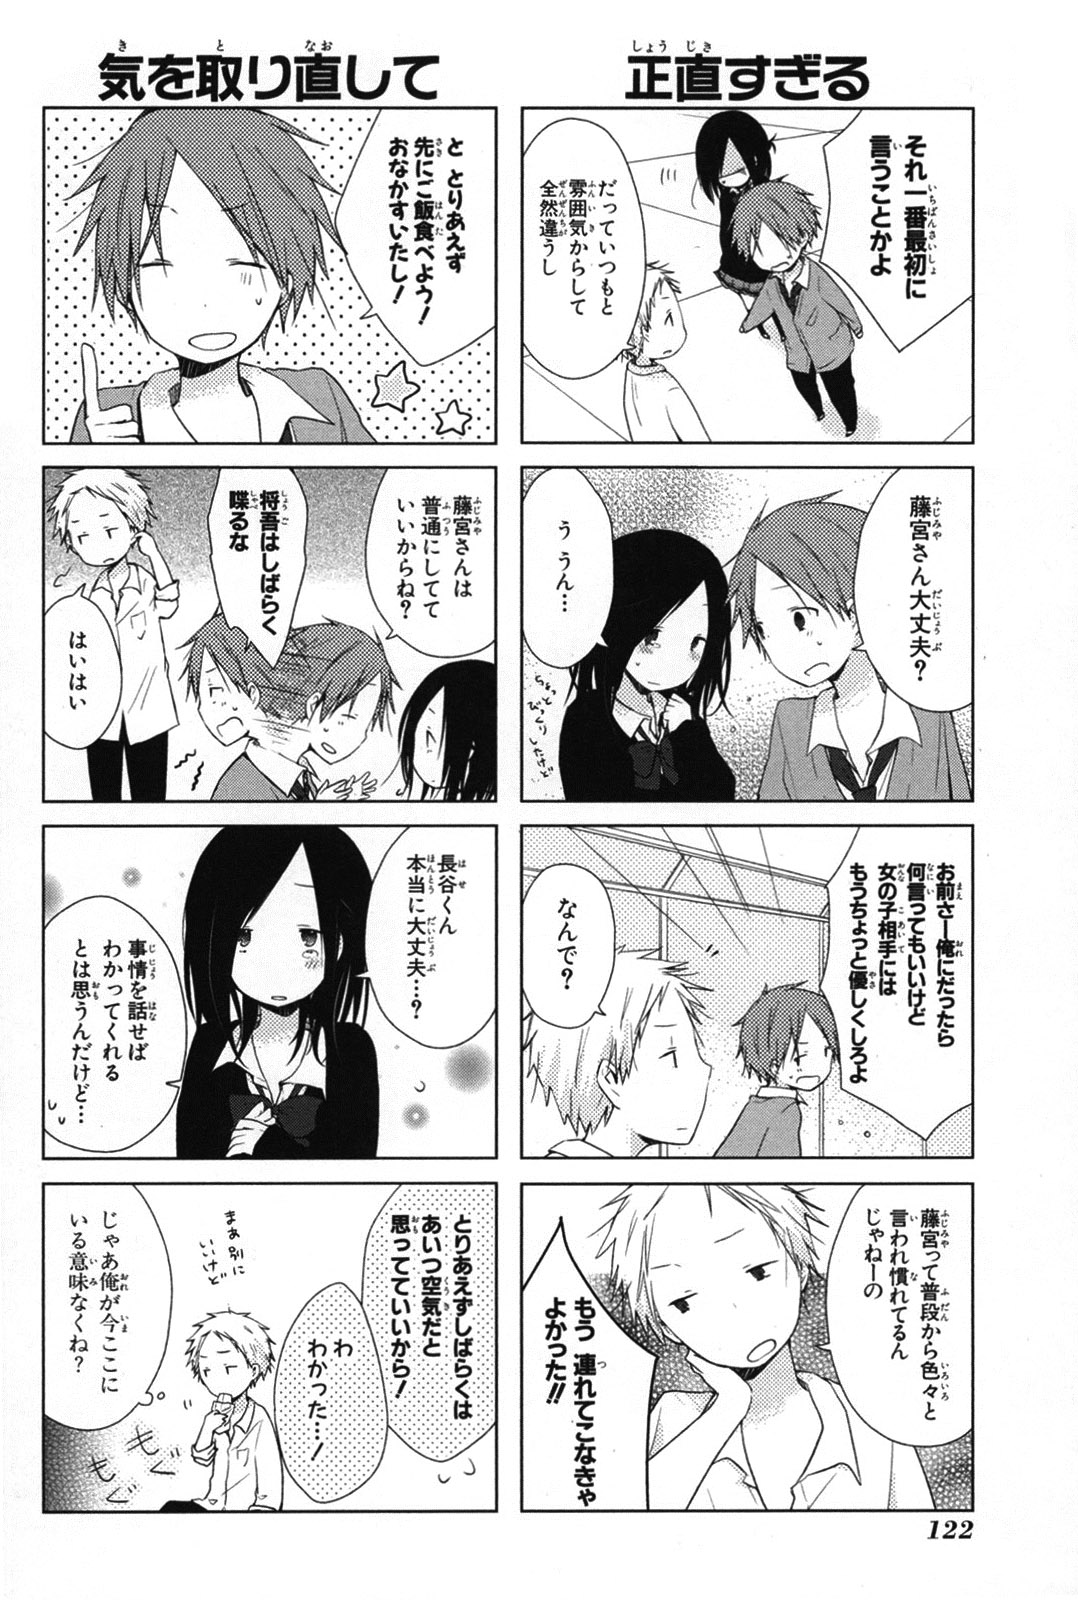 正直すぎる
それ一番最初に
言うことかよ
だっていつもと
雰囲気からして
全然違うし
藤宮さん大丈夫？
う うん…
ちょっと
びっくり
したけど
お前さー俺にだったら
何言ってもいいけど
女の子相手には
もうちょっと優しくしろよ
なんで？
藤宮って普段から色々と
言われ慣れてるん
じゃねーの
もう 連れてこなきゃ
よかった!!
気を取り直して
と とりあえず
先にご飯食べよう！
おなかすいたし！
藤宮さんは
普通にしてて
いいからね？
将吾はしばらく
喋るな
はいはい
長谷くん
本当に大丈夫…？
事情を話せば
わかってくれる
とは思うんだけど…
とりあえずしばらくは
あいつ空気だと
思ってていいから！
わ
わかった…！
まぁ別に
いいけど
じゃあ俺が今ここに
いる意味なくね？
もぐ
もぐ
122